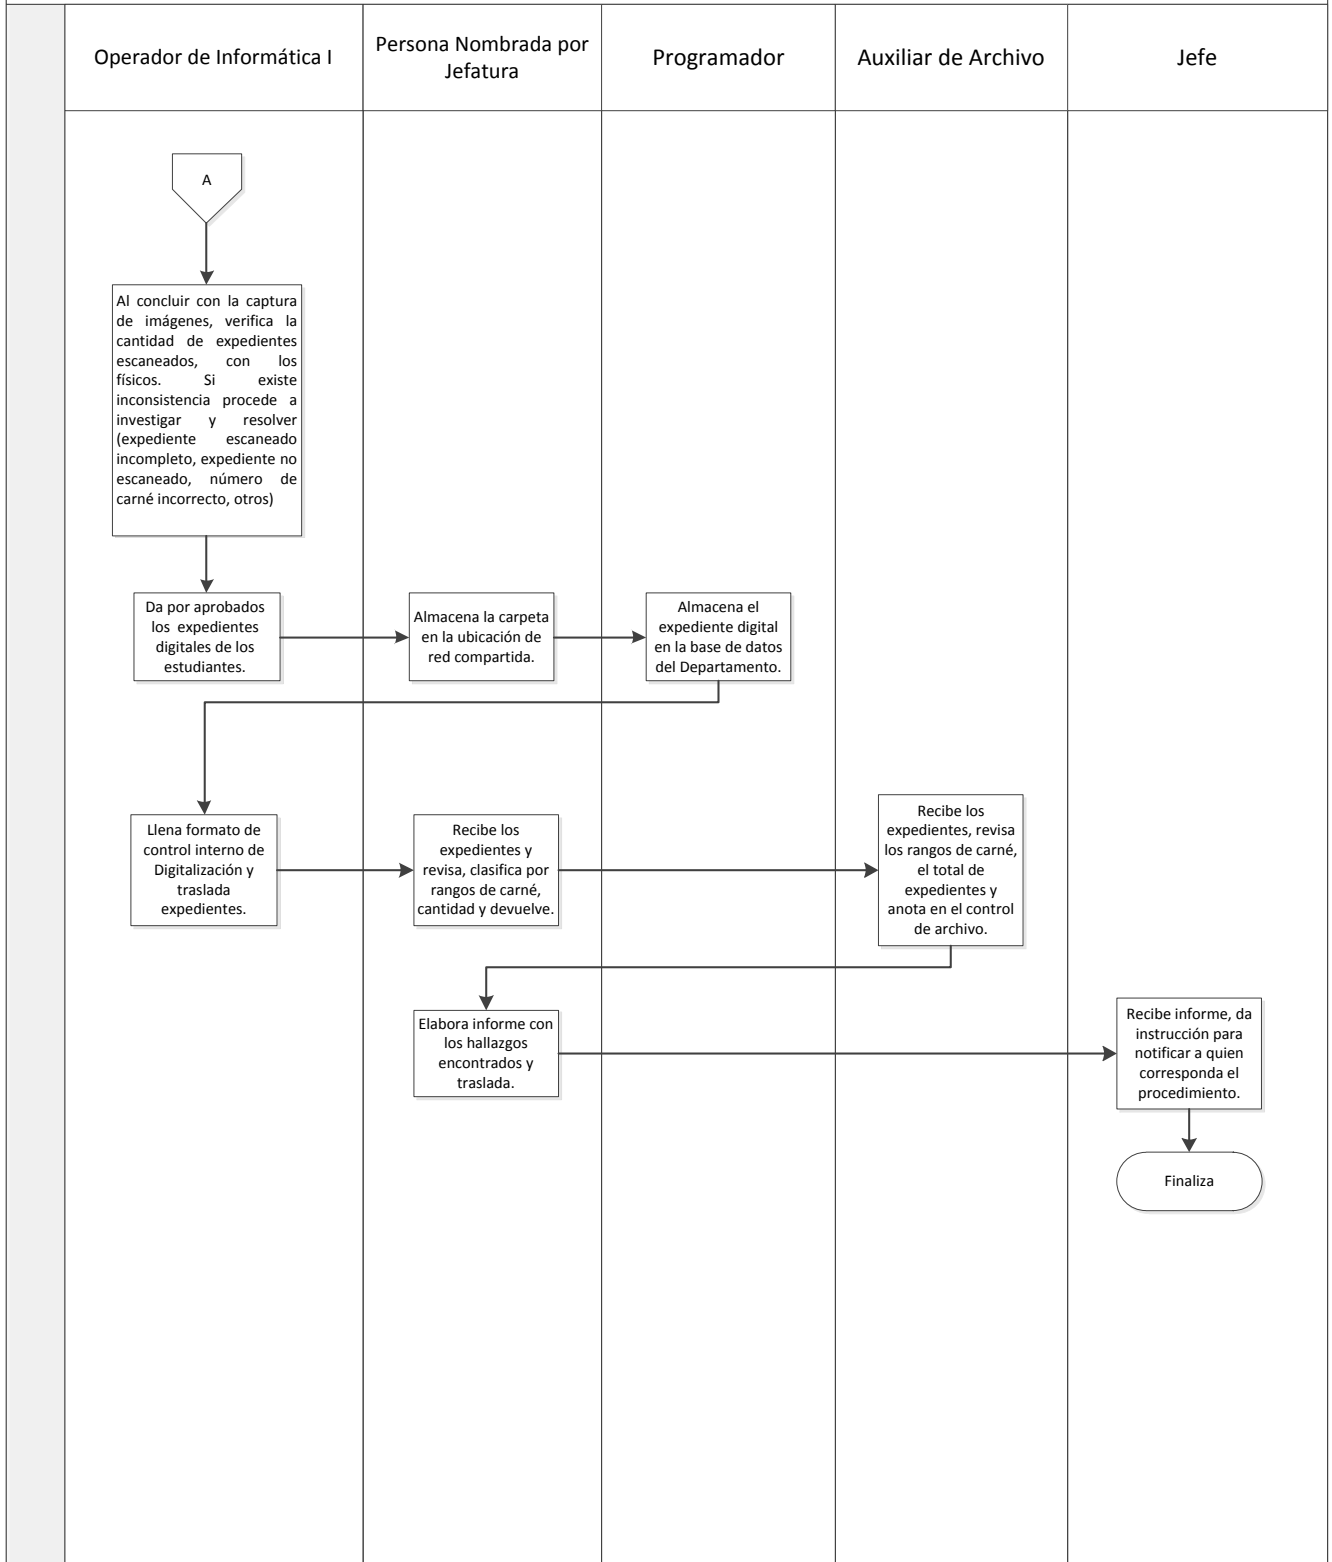 Operador de Informática I
Persona Nombrada por
Jefatura
Programador
Auxiliar de Archivo
Jefe
A
Al concluir con la captura
de imágenes, verifica la
cantidad de expedientes
escaneados, con los
físicos. Si existe
inconsistencia procede a
investigar y resolver
(expediente escaneado
incompleto, expediente no
escaneado, número de
carné incorrecto, otros)
Da por aprobados
los expedientes
digitales de los
estudiantes.
Almacena la carpeta
en la ubicación de
red compartida.
Almacena el
expediente digital
en la base de datos
del Departamento.
Llena formato de
control interno de
Digitalización y
traslada
expedientes.
Recibe los
expedientes y
revisa, clasifica por
rangos de carné,
cantidad y devuelve.
Recibe los
expedientes, revisa
los rangos de carné,
el total de
expedientes y
anota en el control
de archivo.
Elabora informe con
los hallazgos
encontrados y
traslada.
Recibe informe, da
instrucción para
notificar a quien
corresponda el
procedimiento.
Finaliza